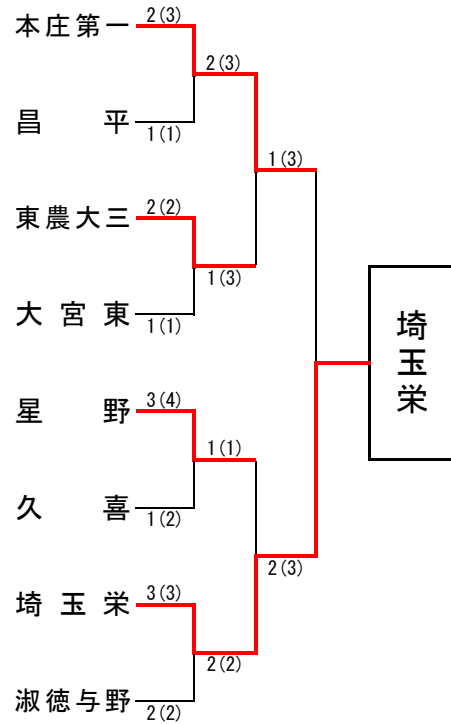 本庄第一
2(3)
2(3)
昌平
1(1)
1(3)
東農大三
2(2)
1(3)
大宮東
1(1)
埼玉栄
星野
3(4)
1(1)
久喜
1(2)
2(3)
埼玉栄
3(3)
2(2)
淑徳与野
2(2)